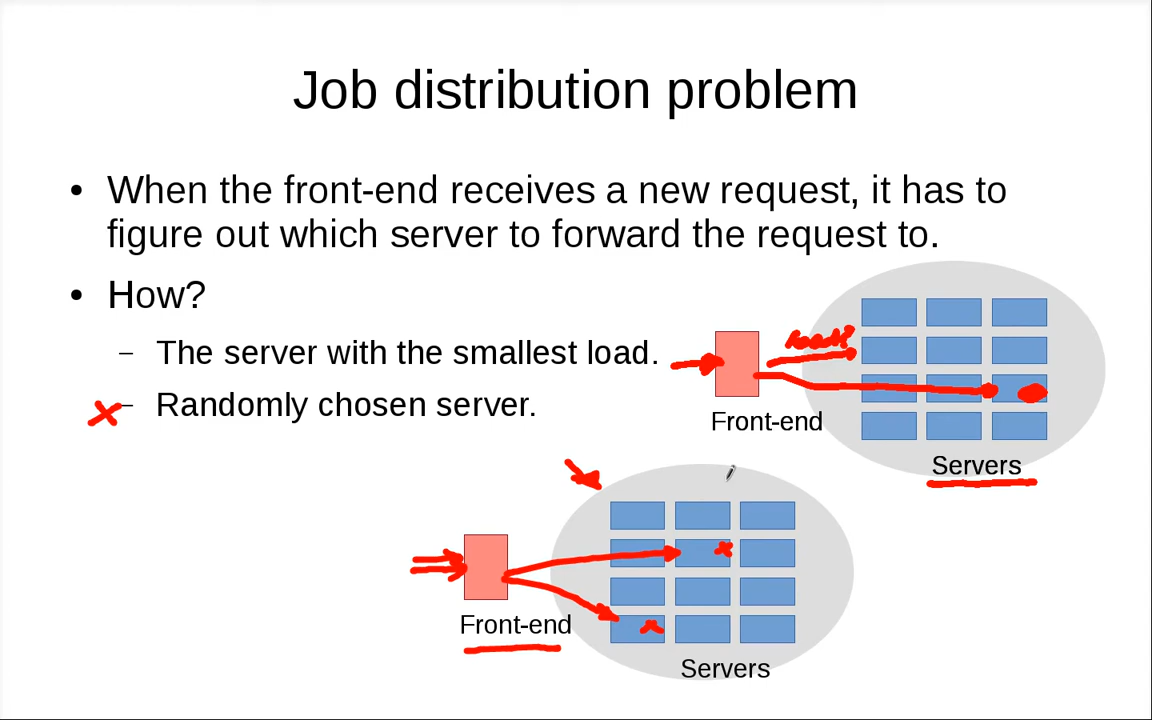 Job distribution problem
• When the front-end receives a new request, it has to
figure out which server to forward the request to.
• How?
– The server with the smallest load.
– Randomly chosen server.
Front-end
Servers
Front-end
Servers